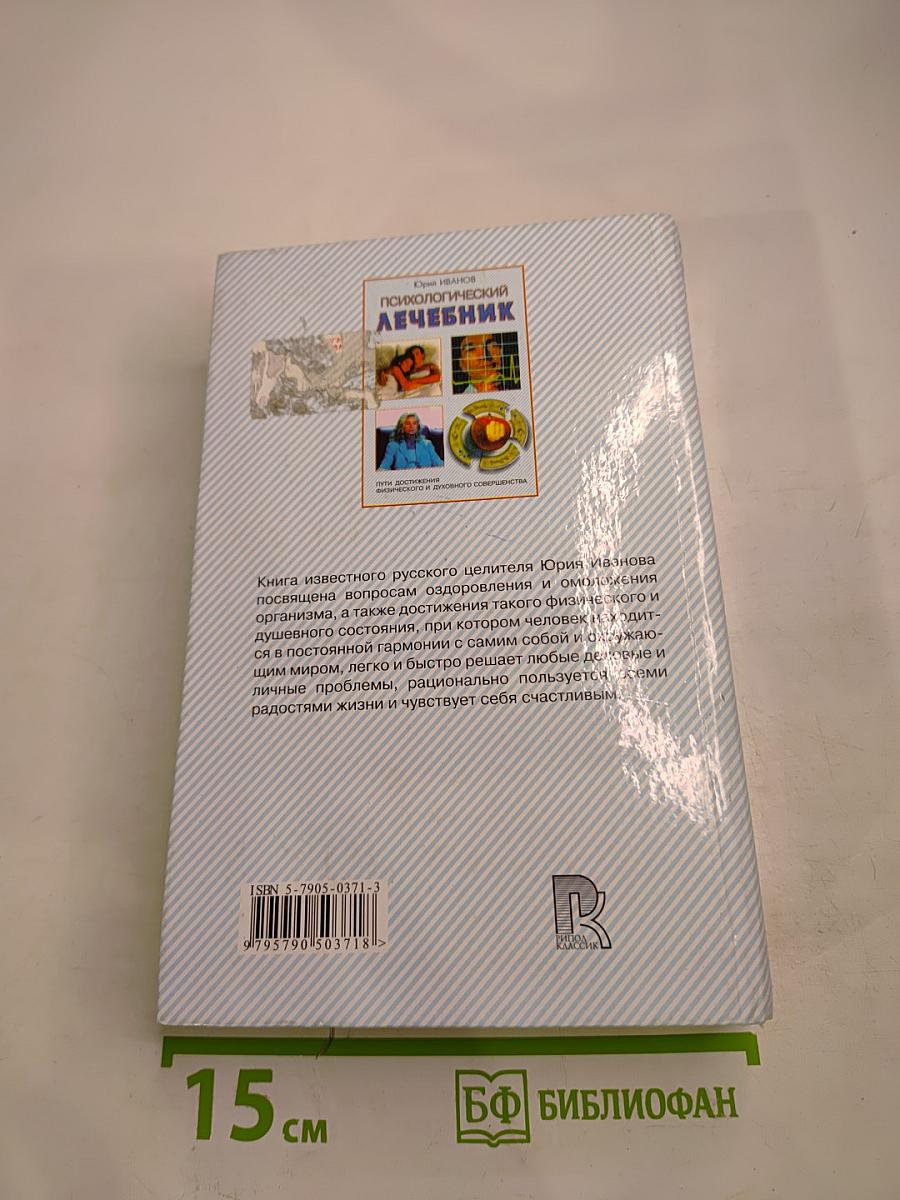 Юрий ИВАНОВ
ПСИХОЛОГИЧЕСКИЙ
ЛЕЧЕБНИК
ПУТИ ДОСТИЖЕНИЯ
ФИЗИЧЕСКОГО И ДУХОВНОГО СОВЕРШЕНСТВА
Книга известного русского целителя Юрия Иванова
посвящена вопросам оздоровления и омоложения
организма, а также достижения такого физического и
душевного состояния, при котором человек находит-
ся в постоянной гармонии с самим собой и окружаю-
щим миром, легко и быстро решает любые деловые и
личные проблемы, рационально пользуется всеми
радостями жизни и чувствует себя счастливым.
ISBN 5-7905-0371-3
9 795790 503718 >
РИПОЛ
КЛАССИК
15 см
БФ БИБЛИОФАН